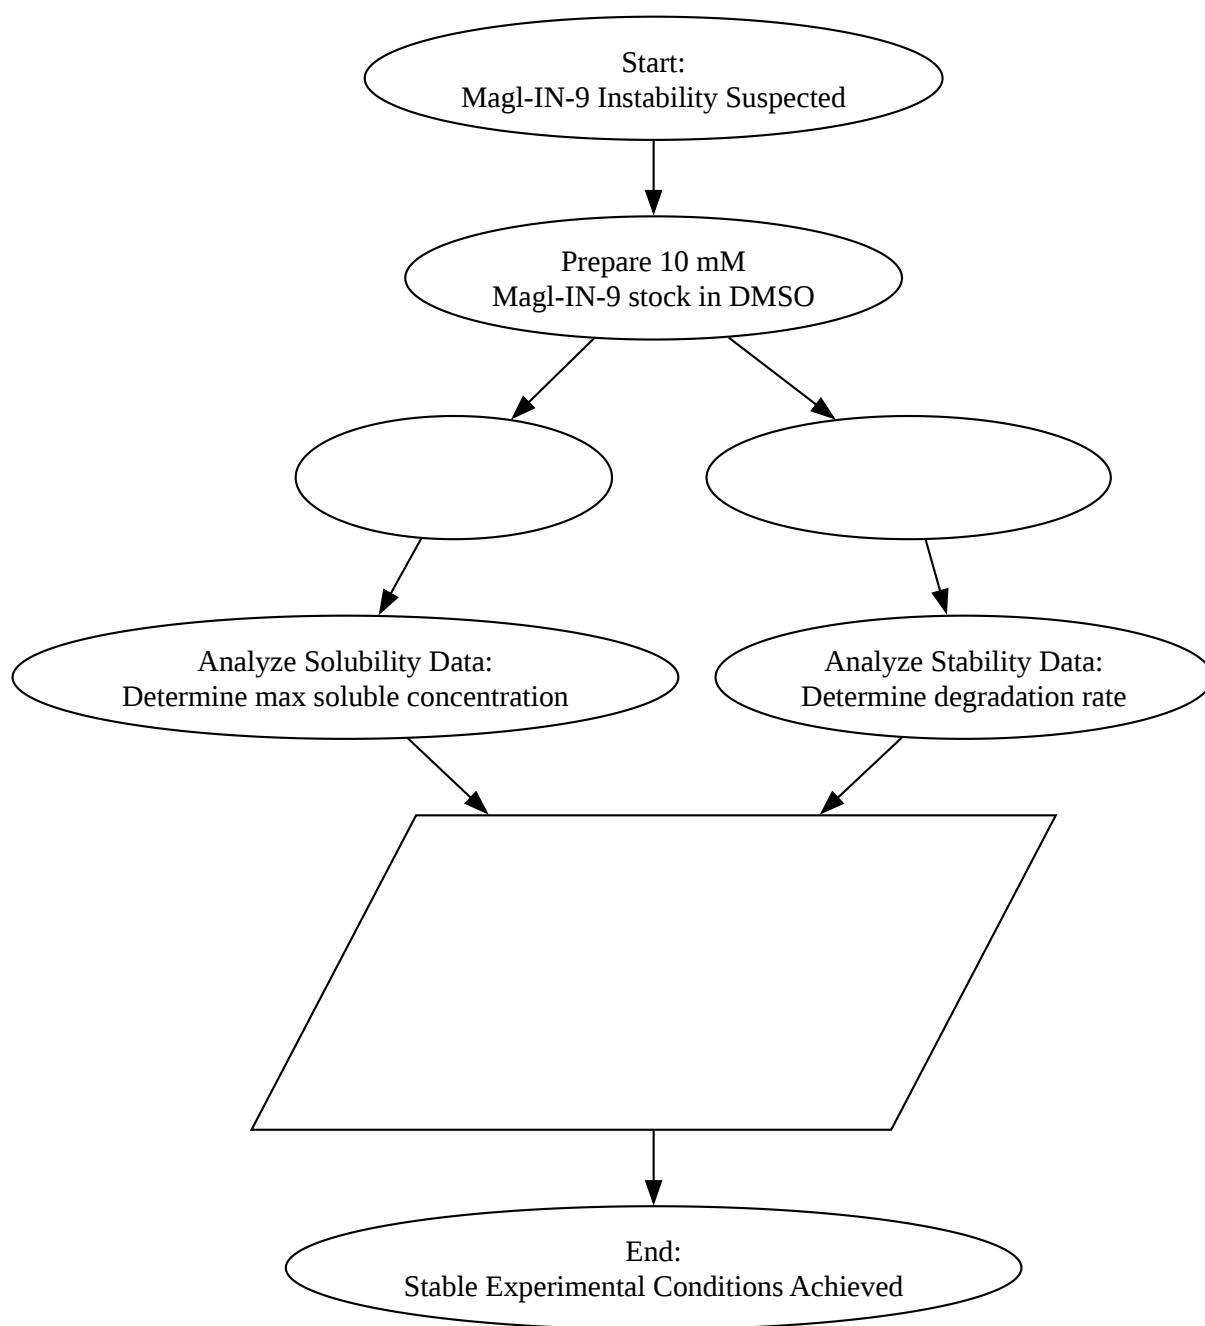 Start:
Magl-IN-9 Instability Suspected
Prepare 10 mM
Magl-IN-9 stock in DMSO
Analyze Solubility Data:
Determine max soluble concentration
Analyze Stability Data:
Determine degradation rate
End:
Stable Experimental Conditions Achieved